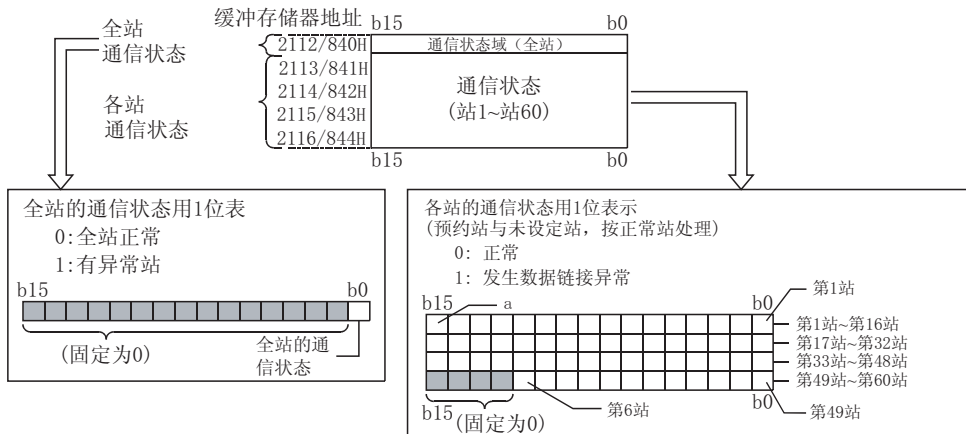 缓冲存储器地址
b15
b0
全站
通信状态
2112/840H
通信状态域(全站)
2113/841H
2114/842H
2115/843H
2116/844H
通信状态
(站1~站60)
各站
通信状态
b15
b0
全站的通信状态用1位表
0:全站正常
1:有异常站
b15
b0
(固定为0)
全站的通
信状态
各站的通信状态用1位表示
(预约站与未设定站，按正常站处理)
0: 正常
1: 发生数据链接异常
b15
a
b0
第1站
第1站~第16站
第17站~第32站
第33站~第48站
第49站~第60站
b15
(固定为0)
第6站
b0
第49站